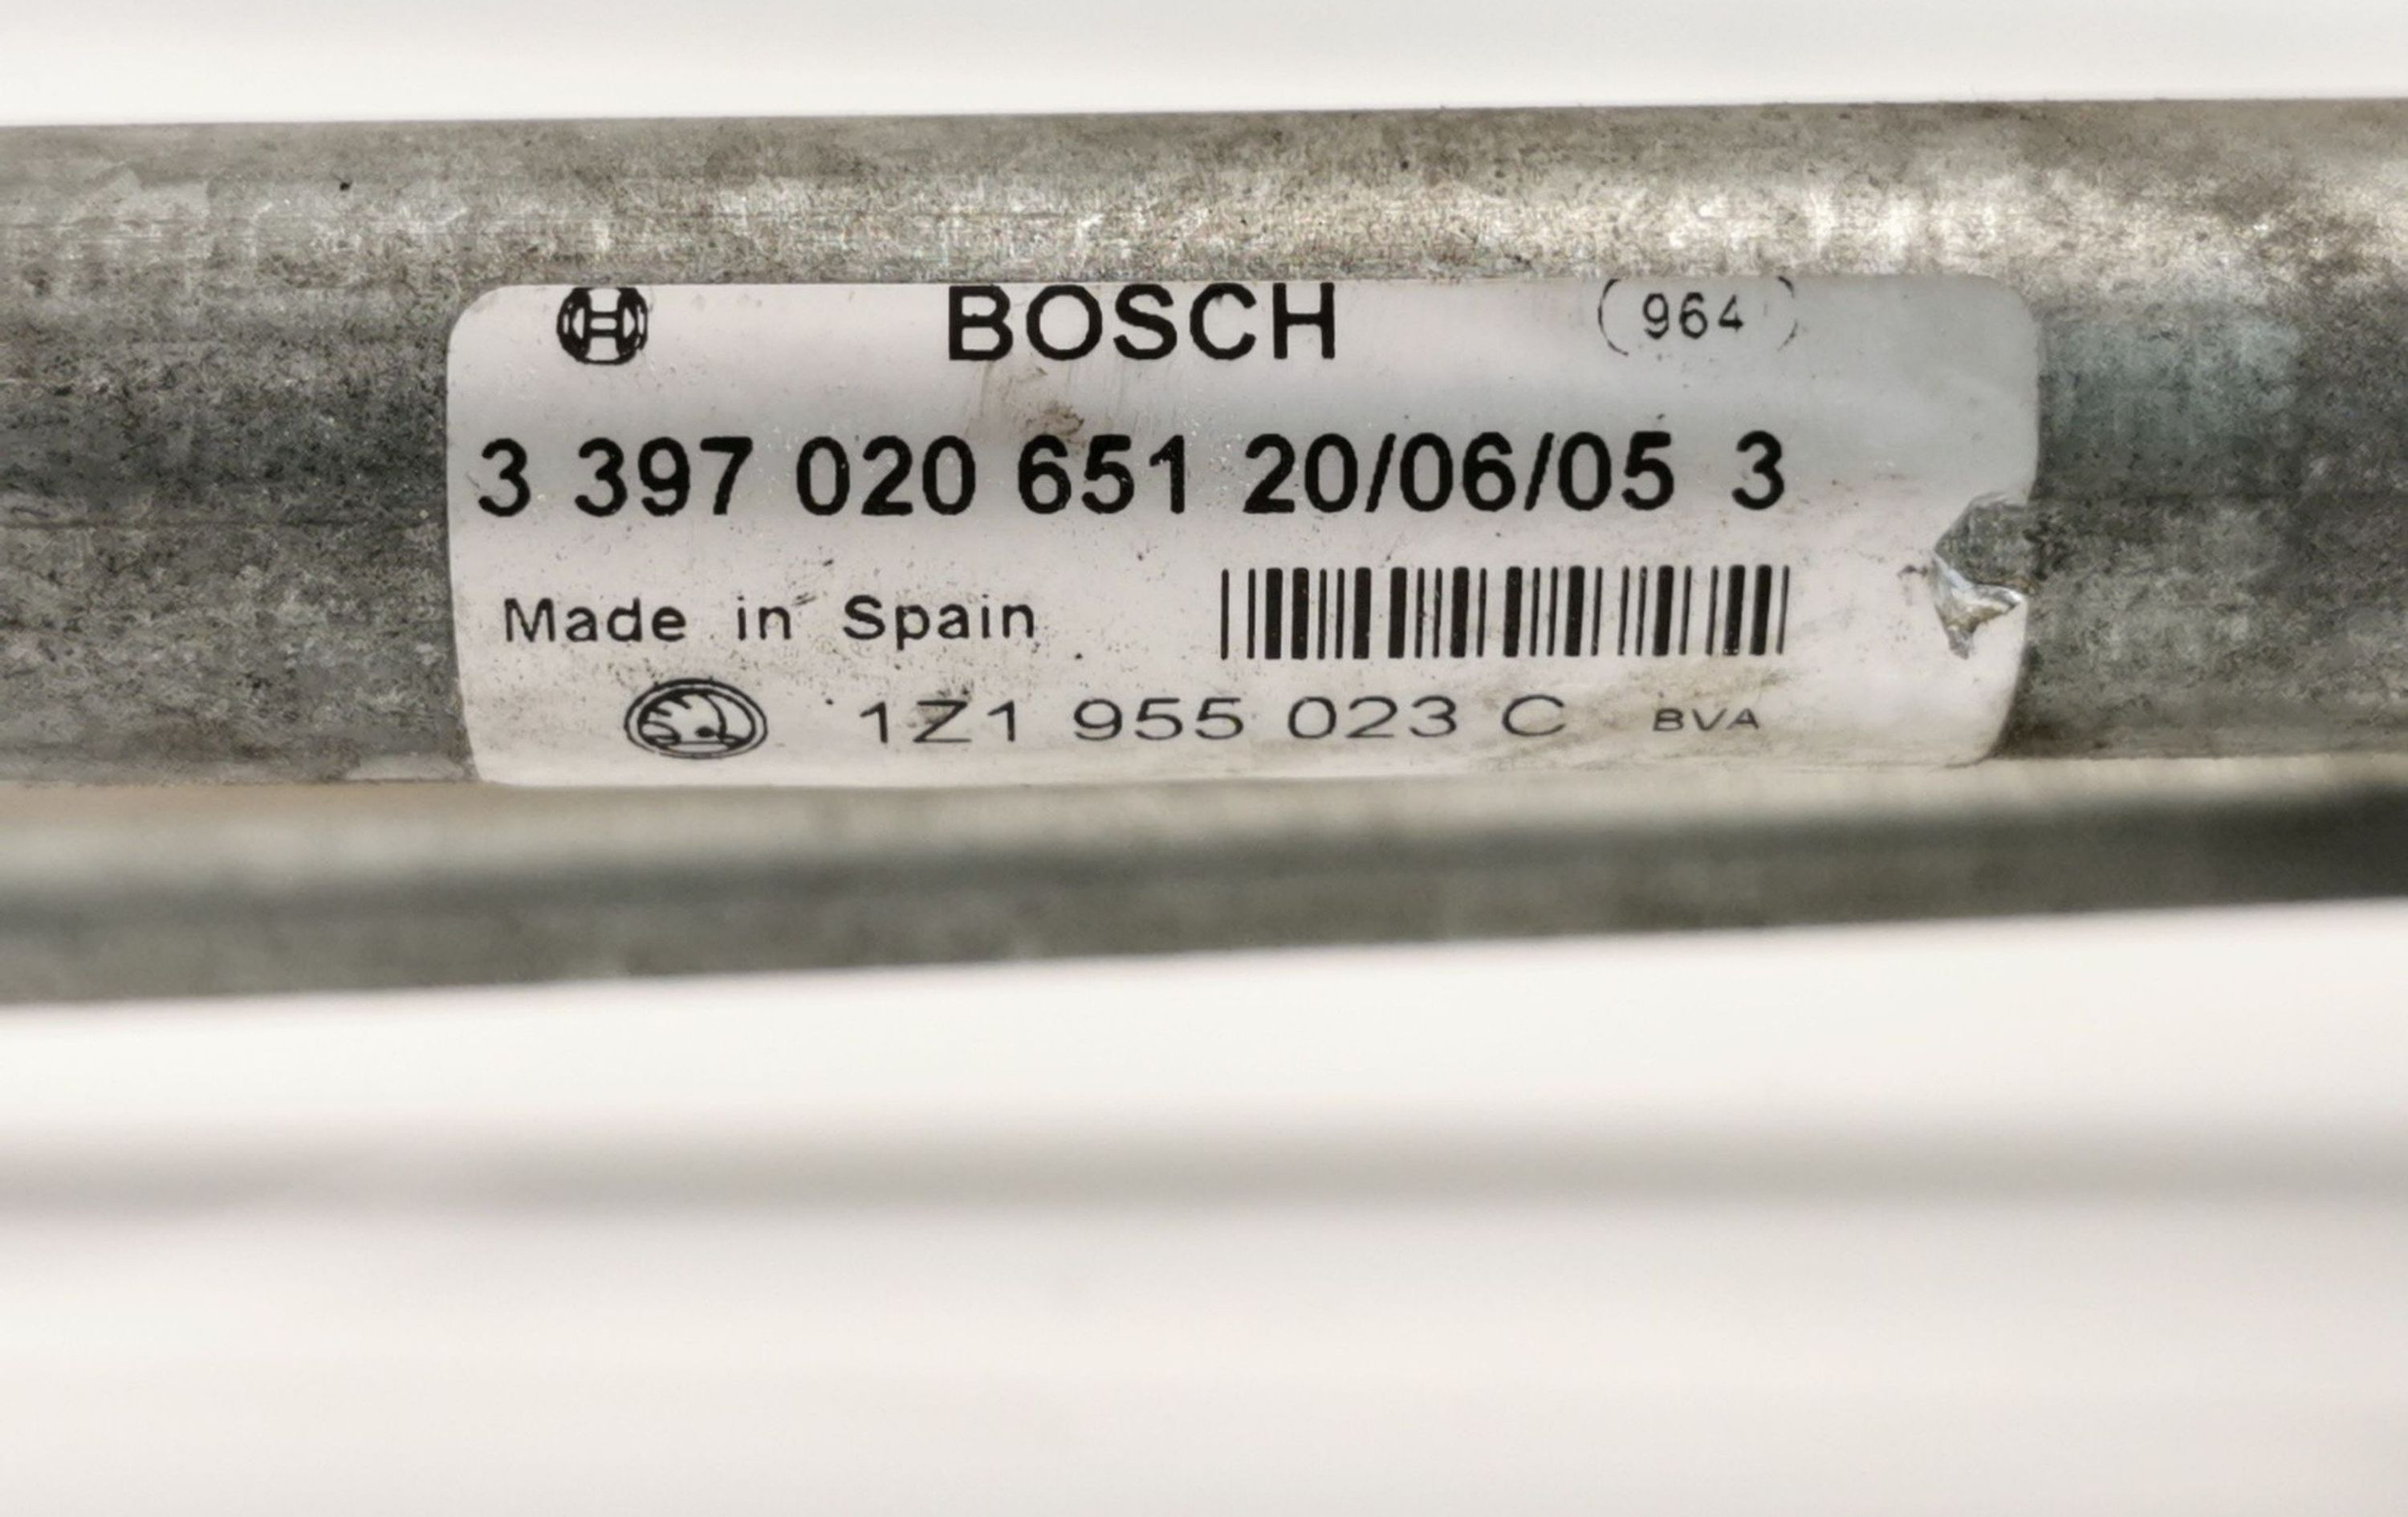 BOSCH (964)
3 397 020 651 20/06/05 3
Made in Spain
1Z1 955 023 C BVA